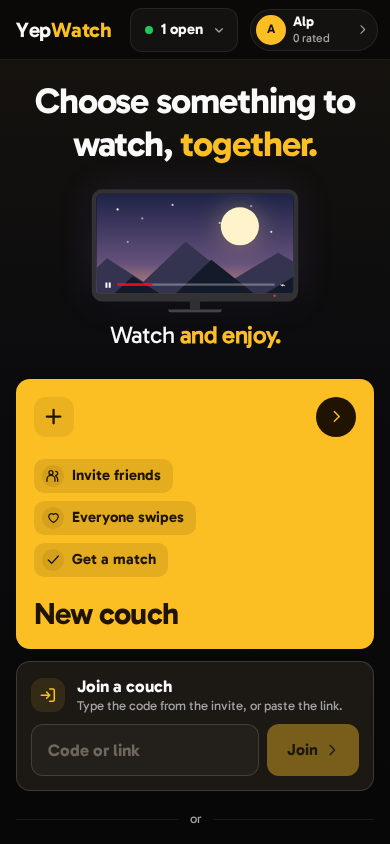 YepWatch
1 open
A
Alp
0 rated
Choose something to
watch, together.
Watch and enjoy.
Invite friends
Everyone swipes
Get a match
New couch
Join a couch
Type the code from the invite, or paste the link.
Code or link
Join
or